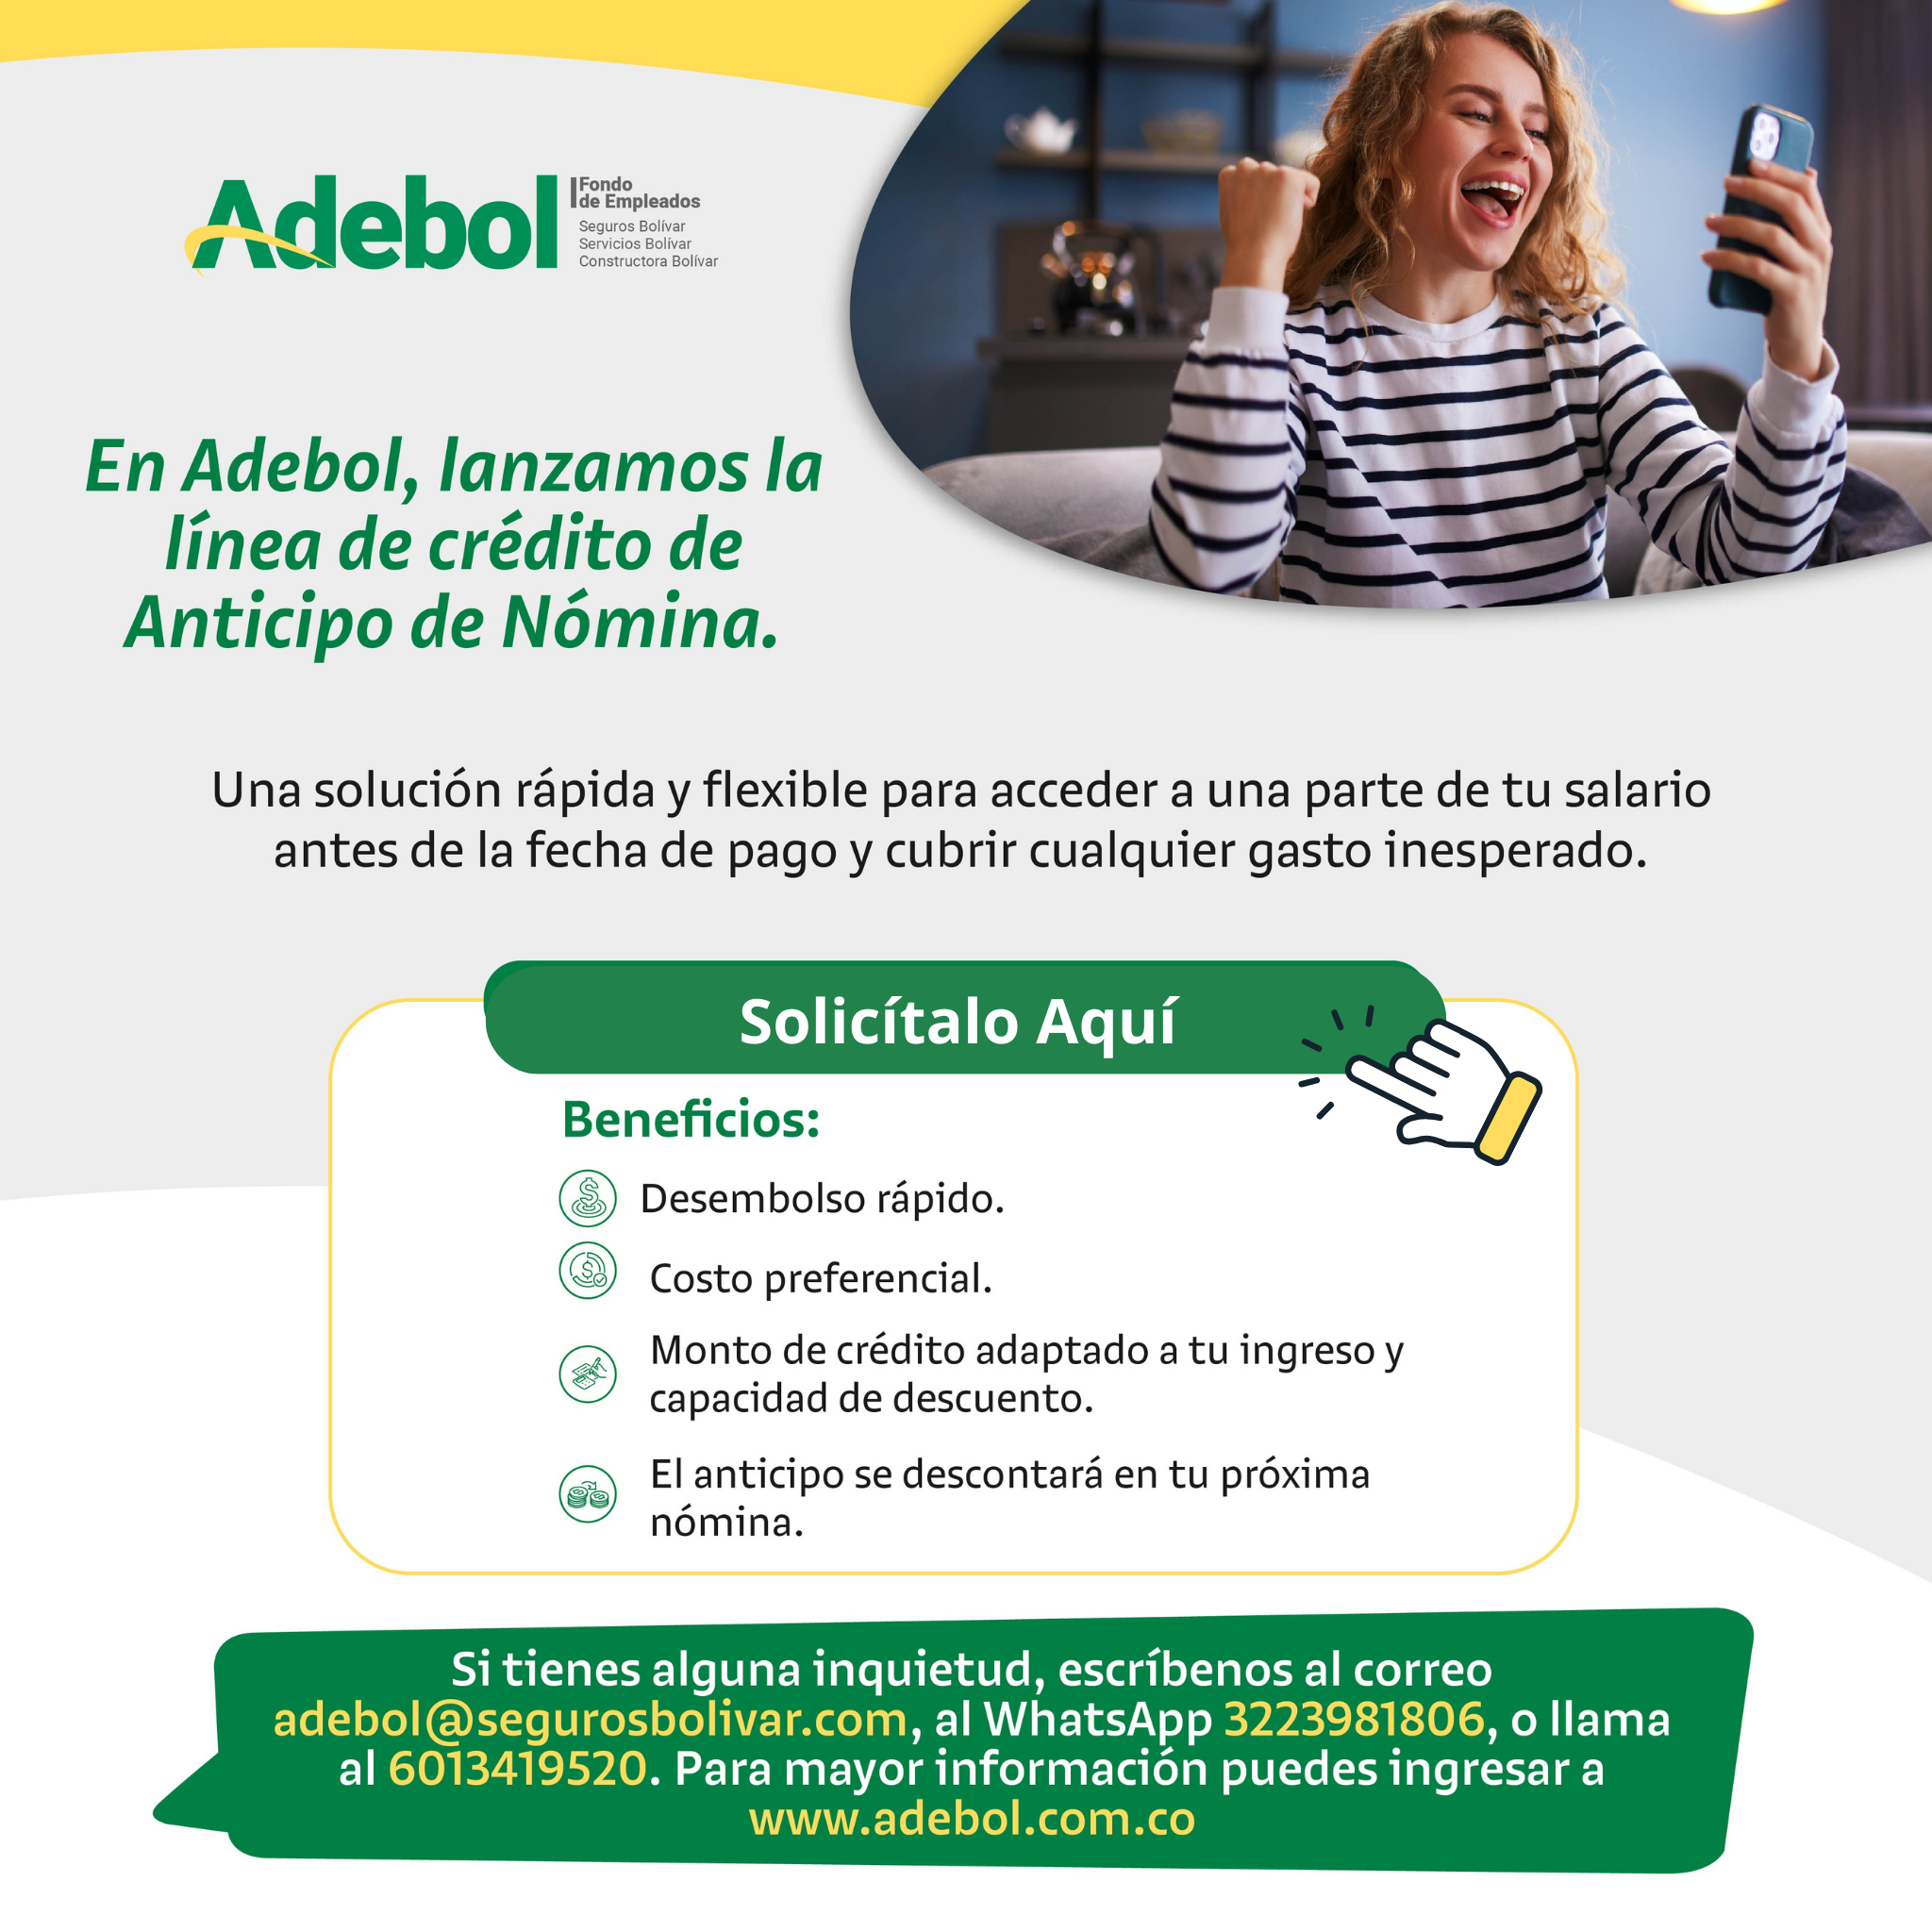 Adebol
Fondo
de Empleados
Seguros Bolívar
Servicios Bolívar
Constructora Bolívar
En Adebol, lanzamos la
línea de crédito de
Anticipo de Nómina.
Una solución rápida y flexible para acceder a una parte de tu salario
antes de la fecha de pago y cubrir cualquier gasto inesperado.
Solicítalo Aquí
Beneficios:
Desembolso rápido.
Costo preferencial.
Monto de crédito adaptado a tu ingreso y
capacidad de descuento.
El anticipo se descontará en tu próxima
nómina.
Si tienes alguna inquietud, escríbenos al correo
adebol@segurosbolivar.com, al WhatsApp 3223981806, o llama
al 6013419520. Para mayor información puedes ingresar a
www.adebol.com.co